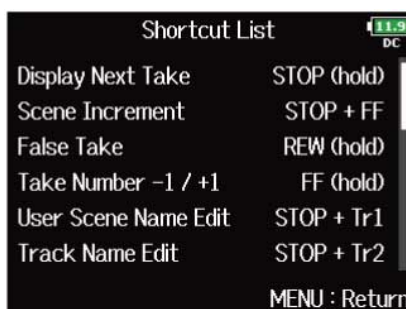 Shortcut List
11.9
DC
Display Next Take STOP (hold)
Scene Increment STOP + FF
False Take REW (hold)
Take Number −1 / +1 FF (hold)
User Scene Name Edit STOP + Tr1
Track Name Edit STOP + Tr2
MENU : Return